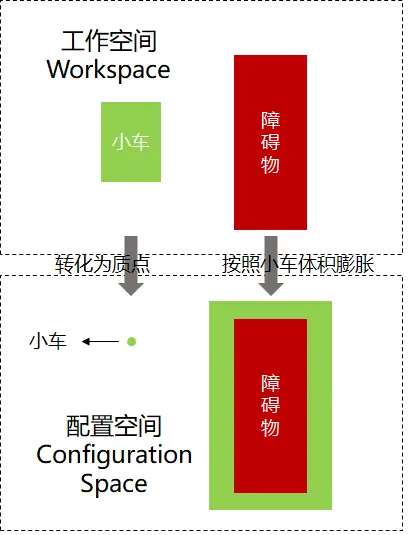 工作空间
Workspace
小车
障
碍
物
转化为质点
按照小车体积膨胀
小车
障
碍
物
配置空间
Configuration
Space